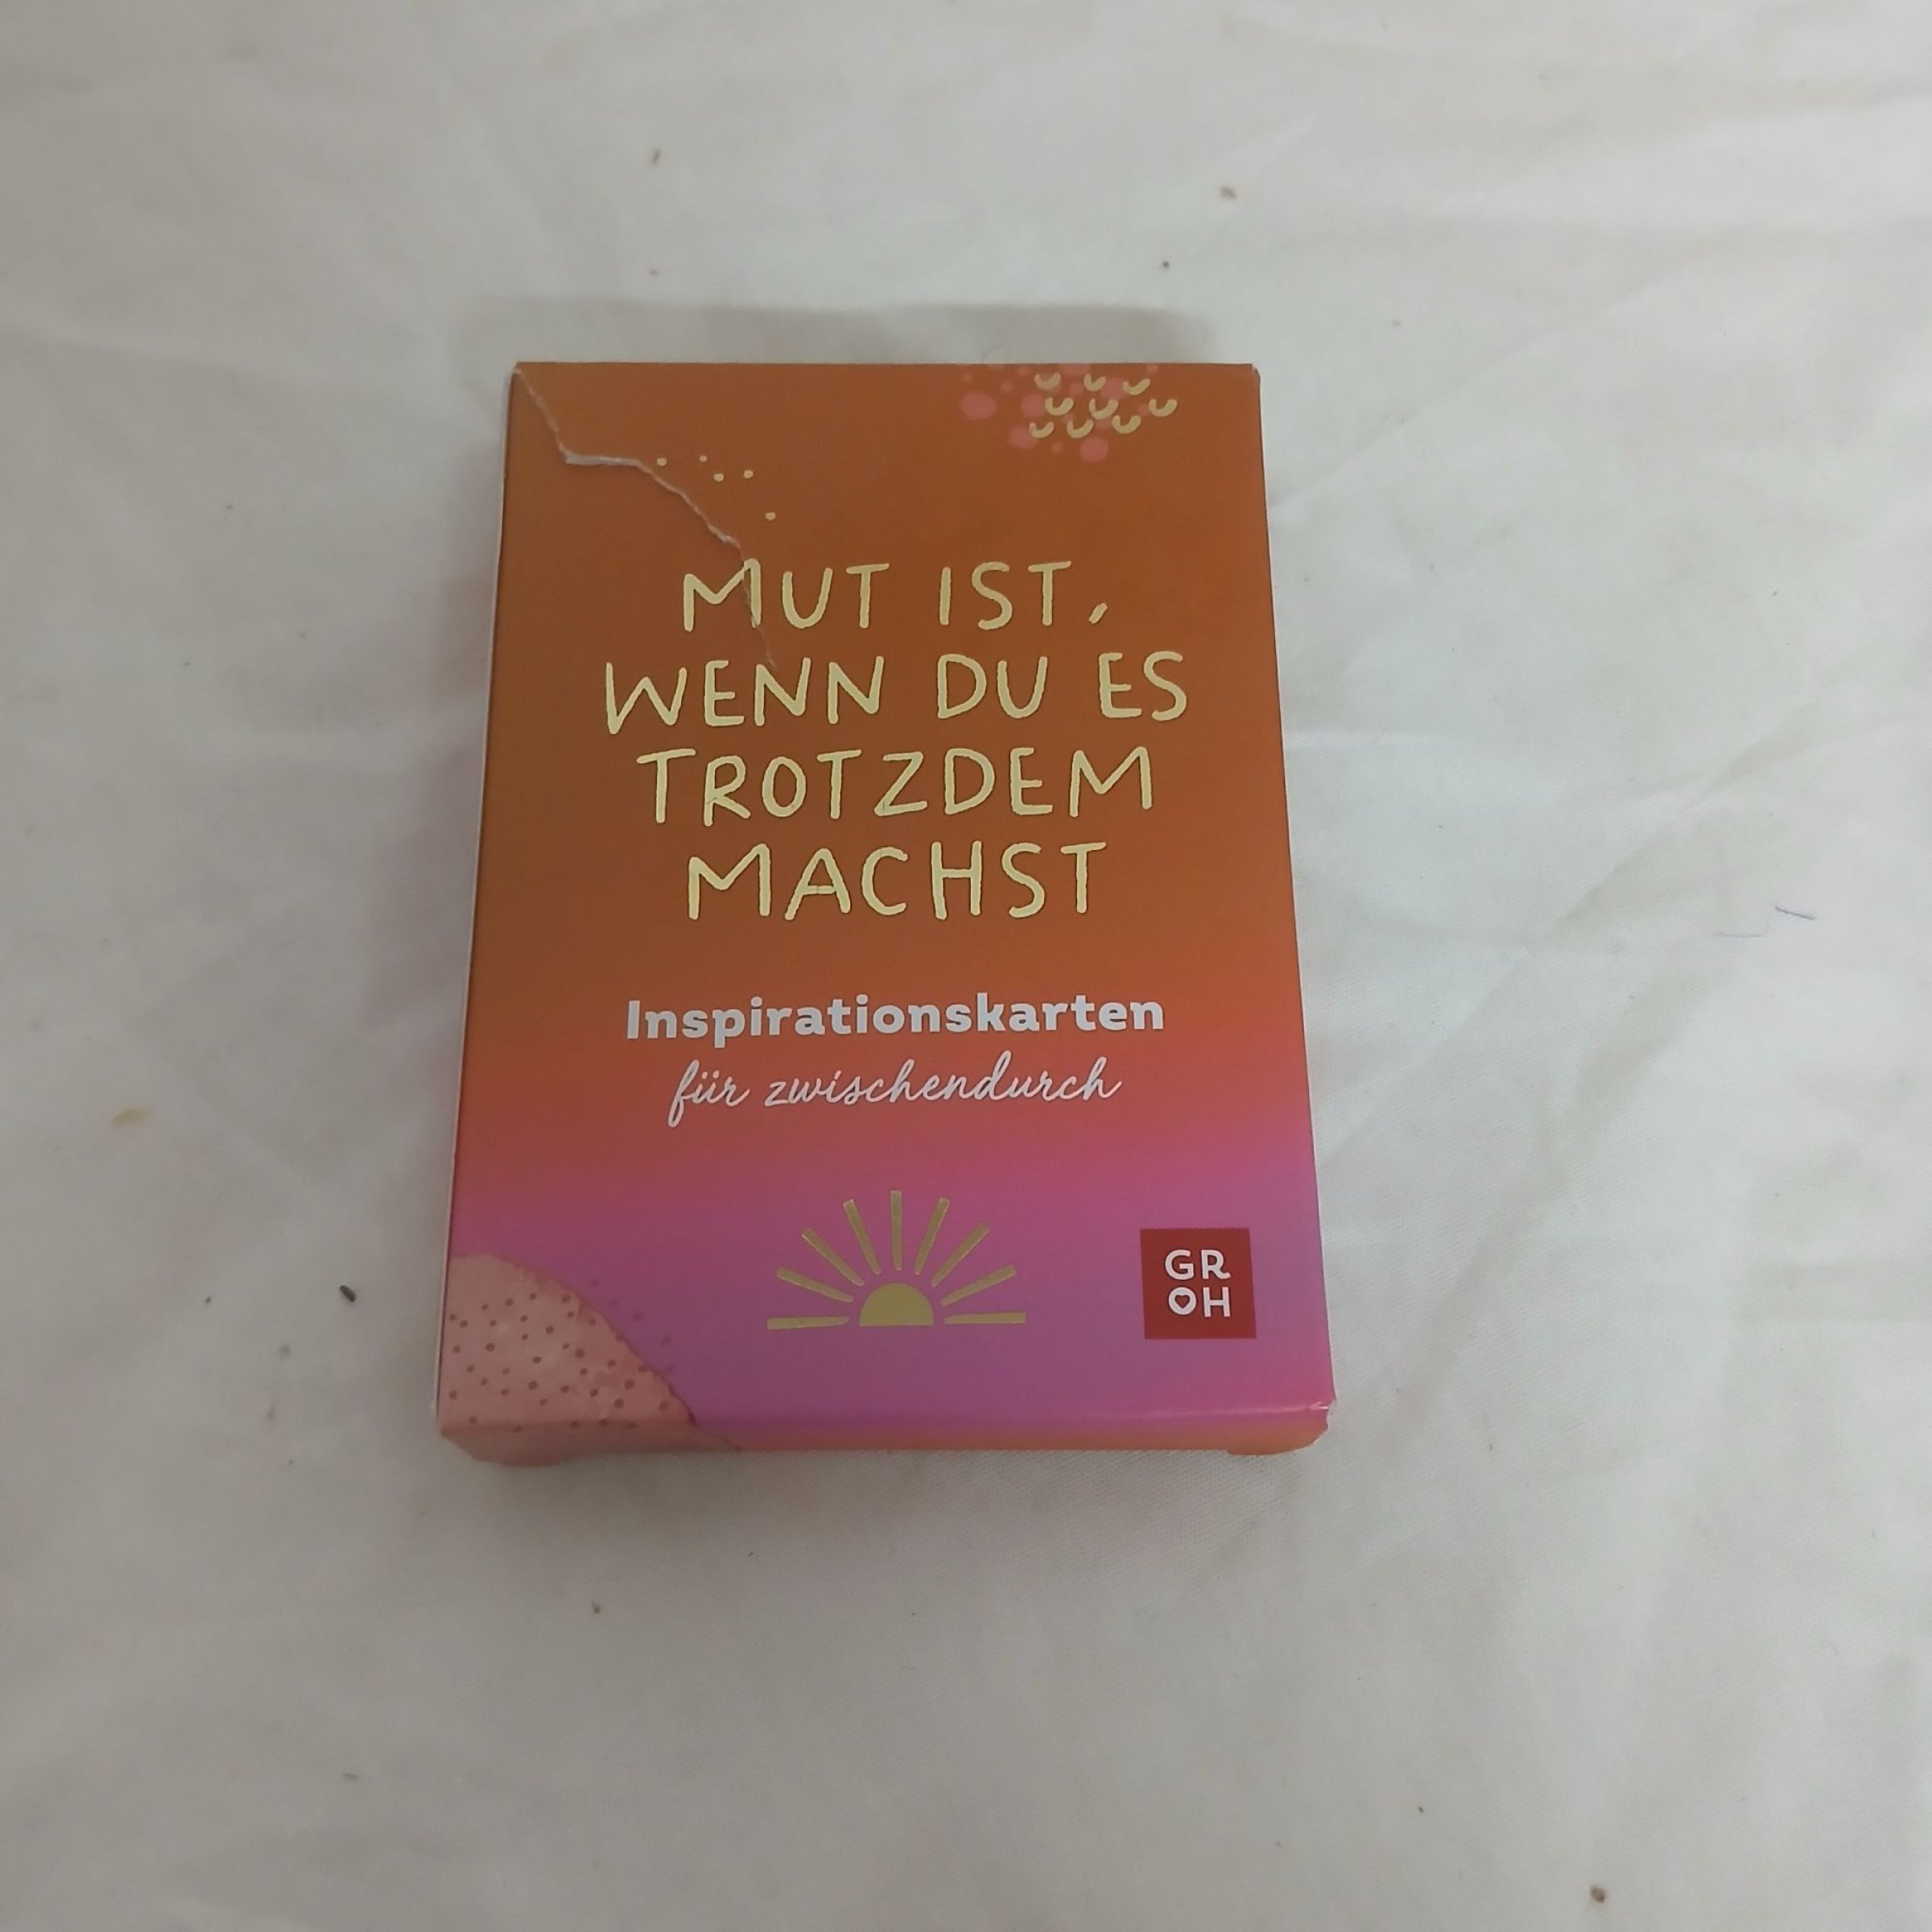 MUT IST,
WENN DU ES
TROTZDEM
MACHST
Inspirationskarten
für zwischendurch
GR
OH